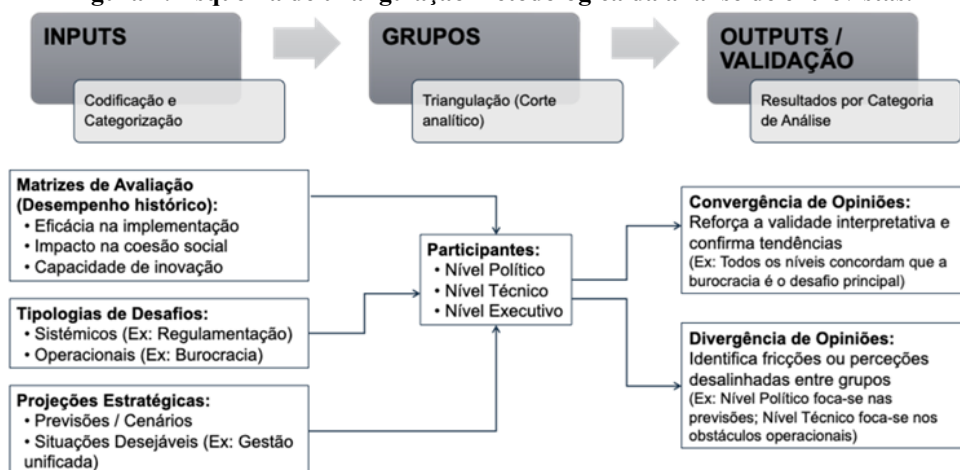 INPUTS
Codificação e
Categorização
GRUPOS
Triangulação (Corte
analítico)
OUTPUTS /
VALIDAÇÃO
Resultados por Categoria
de Análise
Matrizes de Avaliação
(Desempenho histórico):
• Eficácia na implementação
• Impacto na coesão social
• Capacidade de inovação
Tipologias de Desafios:
• Sistémicos (Ex: Regulamentação)
• Operacionais (Ex: Burocracia)
Projeções Estratégicas:
• Previsões / Cenários
• Situações Desejáveis (Ex: Gestão
unificada)
Participantes:
• Nível Político
• Nível Técnico
• Nível Executivo
Convergência de Opiniões:
Reforça a validade interpretativa e
confirma tendências
(Ex: Todos os níveis concordam que a
burocracia é o desafio principal)
Divergência de Opiniões:
Identifica fricções ou perceções
desalinhadas entre grupos
(Ex: Nível Político foca-se nas
previsões; Nível Técnico foca-se nos
obstáculos operacionais)